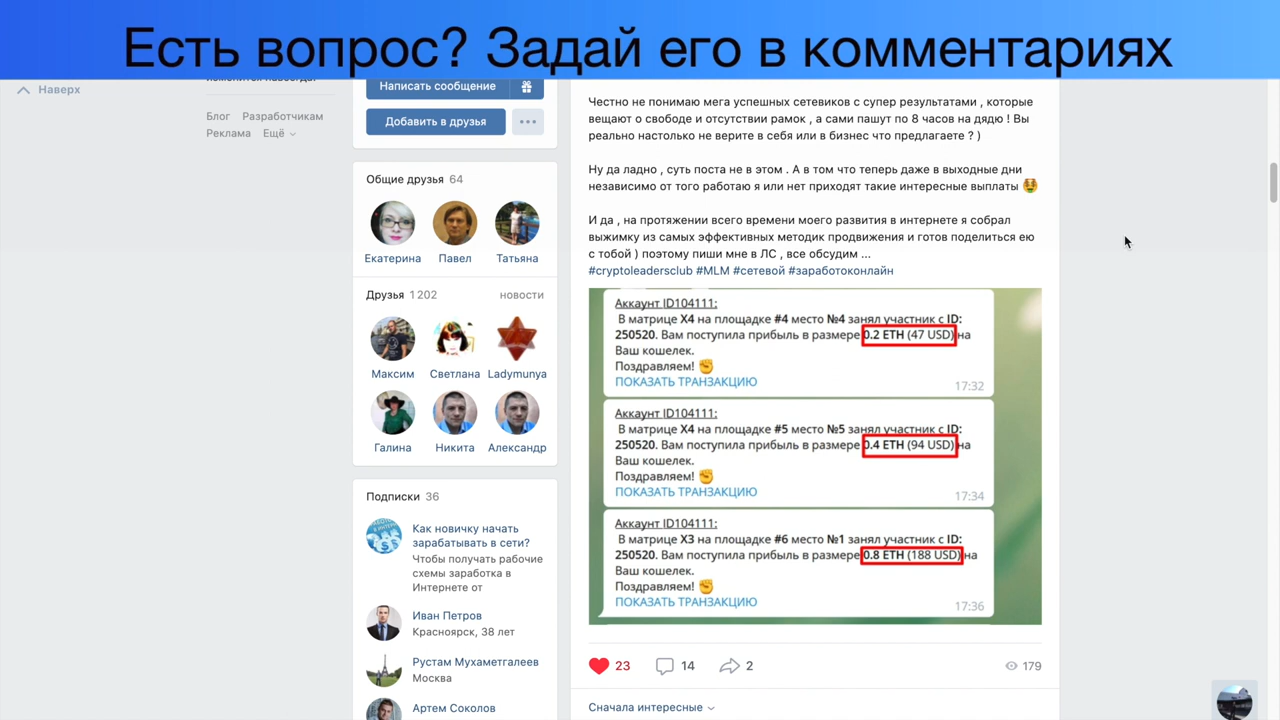 Есть вопрос? Задай его в комментариях
Наверх
Блог Разработчикам
Реклама Ещё
Написать сообщение
Добавить в друзья
Общие друзья 64
Екатерина Павел Татьяна
Друзья 1 202 новости
Максим Светлана Ladymunya
Галина Никита Александр
Подписки 36
Как новичку начать
зарабатывать в сети?
Чтобы получать рабочие
схемы заработка в
Интернете от
Иван Петров
Красноярск, 38 лет
Рустам Мухаметгалеев
Москва
Артем Соколов
Честно не понимаю мега успешных сетевиков с супер результатами , которые
вещают о свободе и отсутствии рамок , а сами пашут по 8 часов на дядю ! Вы
реально настолько не верите в себя или в бизнес что предлагаете ? )
Ну да ладно , суть поста не в этом . А в том что теперь даже в выходные дни
независимо от того работаю я или нет приходят такие интересные выплаты
И да , на протяжении всего времени моего развития в интернете я собрал
выжимку из самых эффективных методик продвижения и готов поделиться ею
с тобой ) поэтому пиши мне в ЛС , все обсудим ...
#cryptoleadersclub #MLM #сетевой #заработоконлайн
Аккаунт ID104111:
В матрице X4 на площадке #4 место №4 занял участник с ID:
250520. Вам поступила прибыль в размере 0.2 ETH (47 USD) на
Ваш кошелек.
Поздравляем!
ПОКАЗАТЬ ТРАНЗАКЦИЮ
17:32
Аккаунт ID104111:
В матрице X4 на площадке #5 место №5 занял участник с ID:
250520. Вам поступила прибыль в размере 0.4 ETH (94 USD) на
Ваш кошелек.
Поздравляем!
ПОКАЗАТЬ ТРАНЗАКЦИЮ
17:34
Аккаунт ID104111:
В матрице X3 на площадке #6 место №1 занял участник с ID:
250520. Вам поступила прибыль в размере 0.8 ETH (188 USD) на
Ваш кошелек.
Поздравляем!
ПОКАЗАТЬ ТРАНЗАКЦИЮ
17:36
23 14 2 179
Сначала интересные